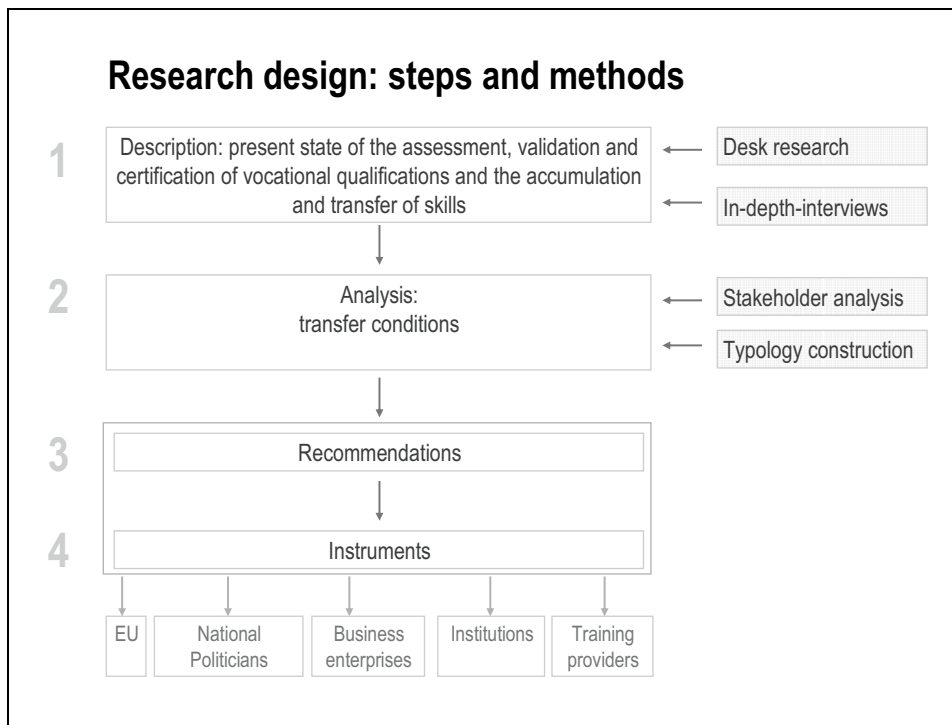 Research design: steps and methods
1
Description: present state of the assessment, validation and
certification of vocational qualifications and the accumulation
and transfer of skills
Desk research
In-depth-interviews
2
Analysis:
transfer conditions
Stakeholder analysis
Typology construction
3
Recommendations
4
Instruments
EU
National
Politicians
Business
enterprises
Institutions
Training
providers